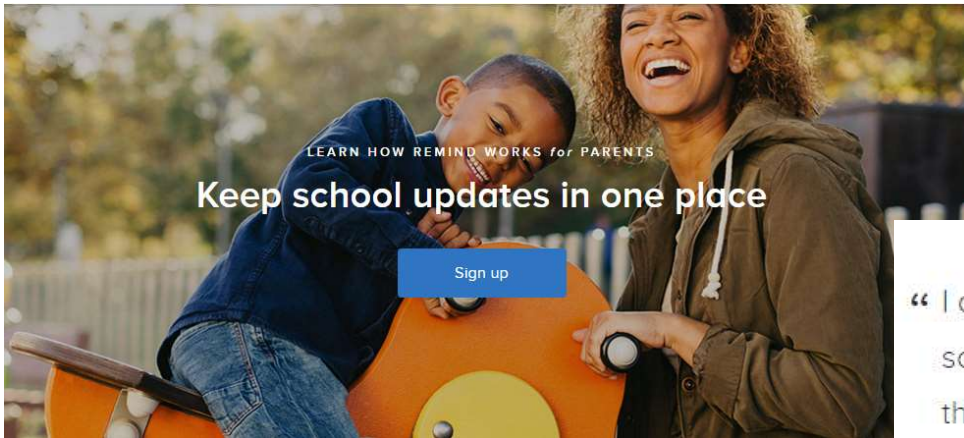 LEARN HOW REMIND WORKS for PARENTS
Keep school updates in one place
Sign up
“ I